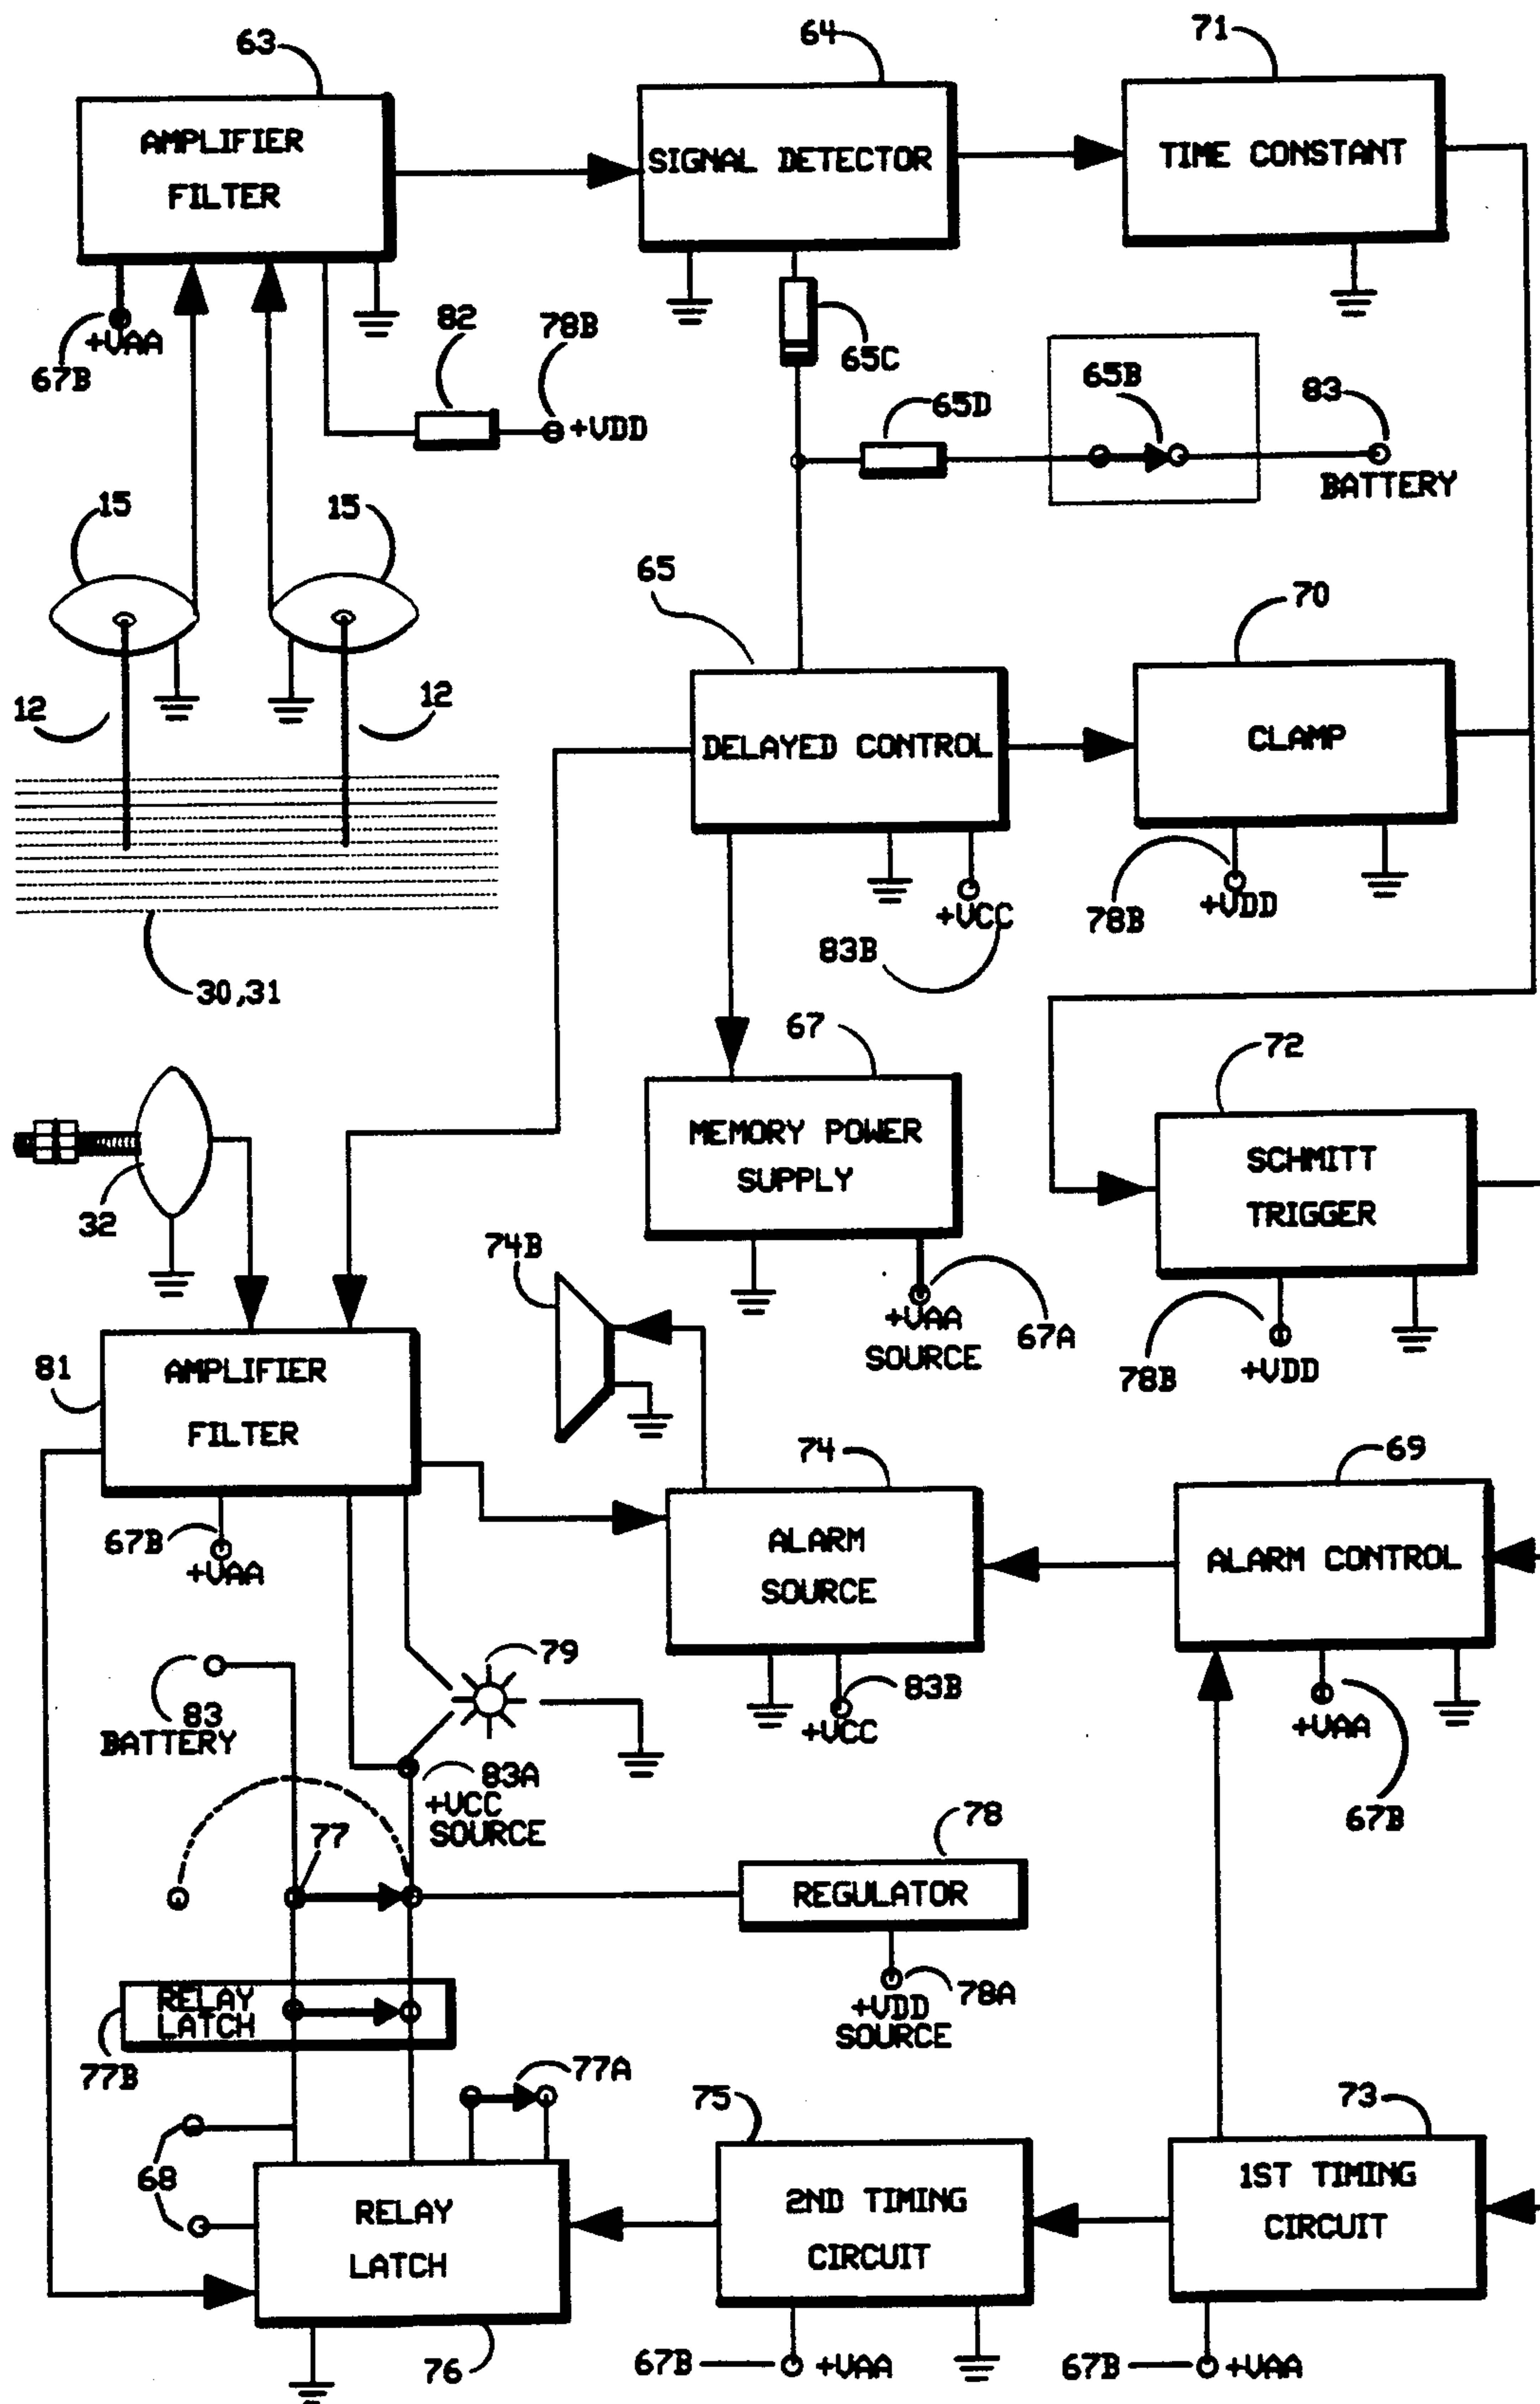 63
64
71
AMPLIFIER
FILTER
SIGNAL DETECTOR
TIME CONSTANT
+VAA
67B
82
78B
+VDD
65C
65D
65B
83
BATTERY
15
15
65
70
12
12
DELAYED CONTROL
CLAMP
+VCC
83B
78B
+VDD
30,31
67
72
MEMORY POWER
SUPPLY
SCHMITT
TRIGGER
32
74B
+VAA
SOURCE
67A
78B
+VDD
81
AMPLIFIER
FILTER
74
69
67B
+VAA
ALARM
SOURCE
ALARM CONTROL
79
83
BATTERY
83B
+VCC
+VAA
67B
83A
+VCC
SOURCE
77
78
REGULATOR
78A
+VDD
SOURCE
RELAY
LATCH
77B
77A
75
73
68
RELAY
LATCH
2ND TIMING
CIRCUIT
1ST TIMING
CIRCUIT
76
67B
+VAA
67B
+VAA